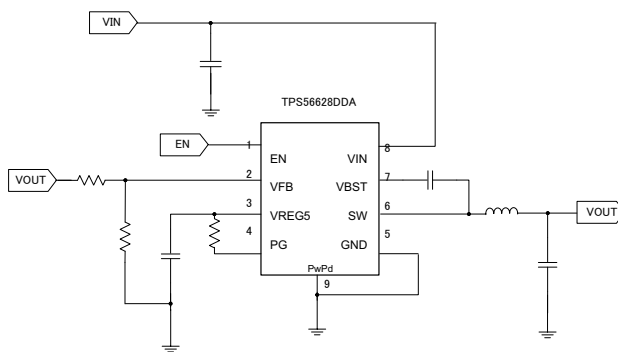 VIN
TPS56628DDA
EN
1
EN
VIN
8
VOUT
2
VFB
VBST
7
3
VREG5
SW
6
VOUT
4
PG
GND
5
PwPd
9